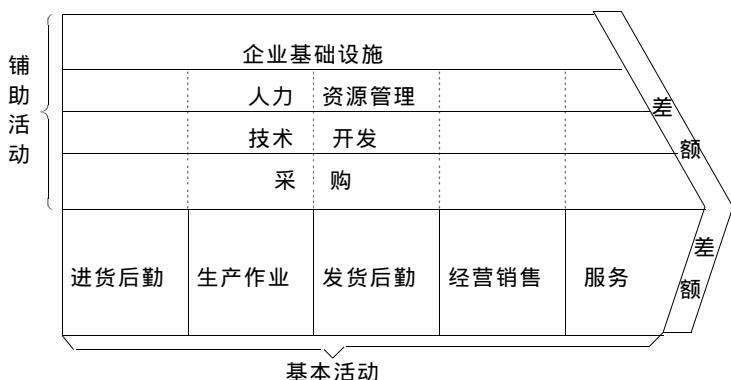 铺助活动
企业基础设施
人力 资源管理
技术 开发
采 购
差额
进货后勤 生产作业 发货后勤 经营销售 服务
差额
基本活动